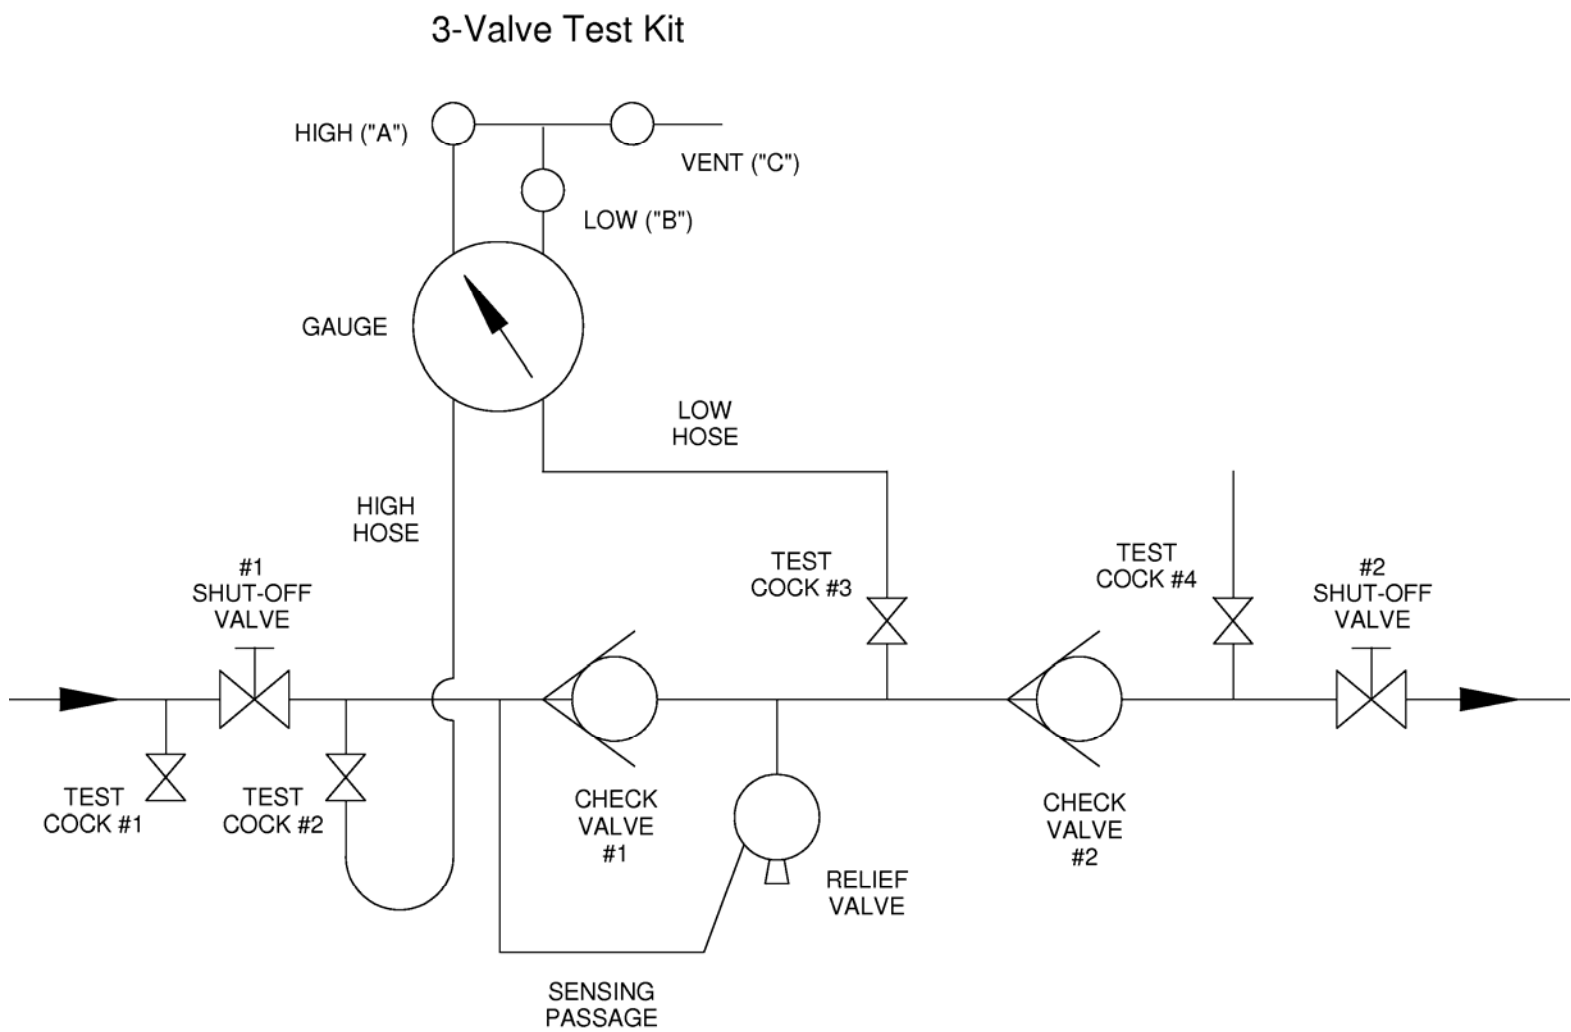 3-Valve Test Kit
HIGH ("A")
VENT ("C")
LOW ("B")
GAUGE
LOW
HOSE
HIGH
HOSE
#1
SHUT-OFF
VALVE
TEST
COCK #3
TEST
COCK #4
#2
SHUT-OFF
VALVE
TEST
COCK #1
TEST
COCK #2
CHECK
VALVE
#1
RELIEF
VALVE
CHECK
VALVE
#2
SENSING
PASSAGE